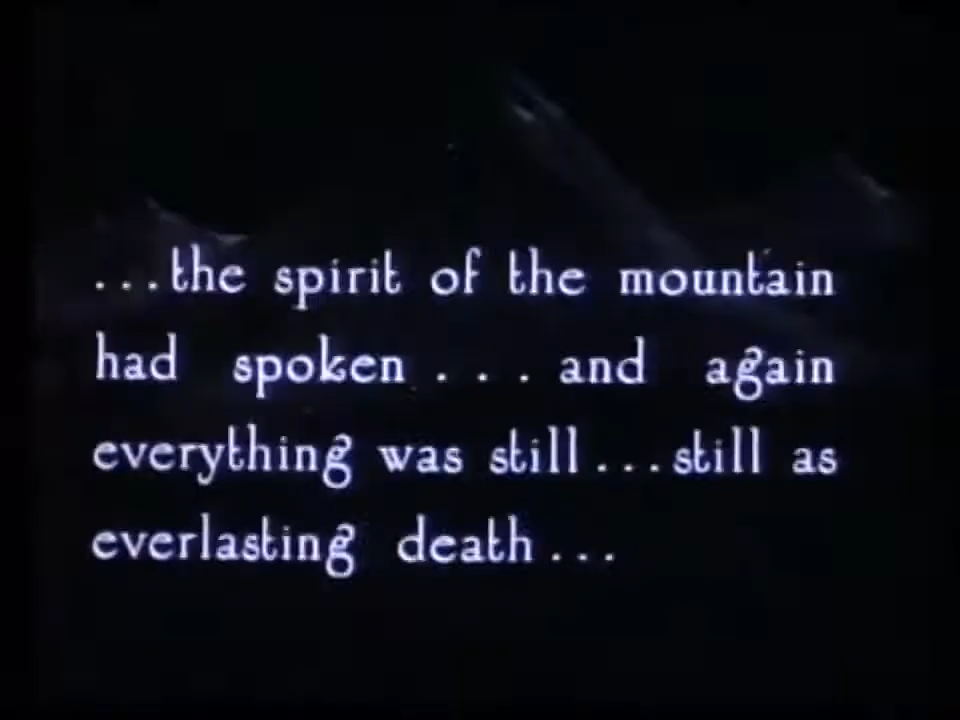 ...the spirit of the mountain
had spoken . . . and again
everything was still...still as
everlasting death...